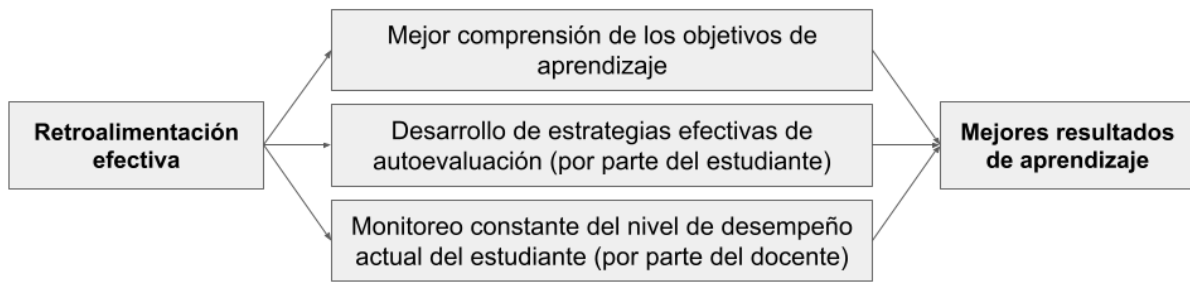 Mejor comprensión de los objetivos de
aprendizaje
Retroalimentación
efectiva
Desarrollo de estrategias efectivas de
autoevaluación (por parte del estudiante)
Monitoreo constante del nivel de desempeño
actual del estudiante (por parte del docente)
Mejores resultados
de aprendizaje